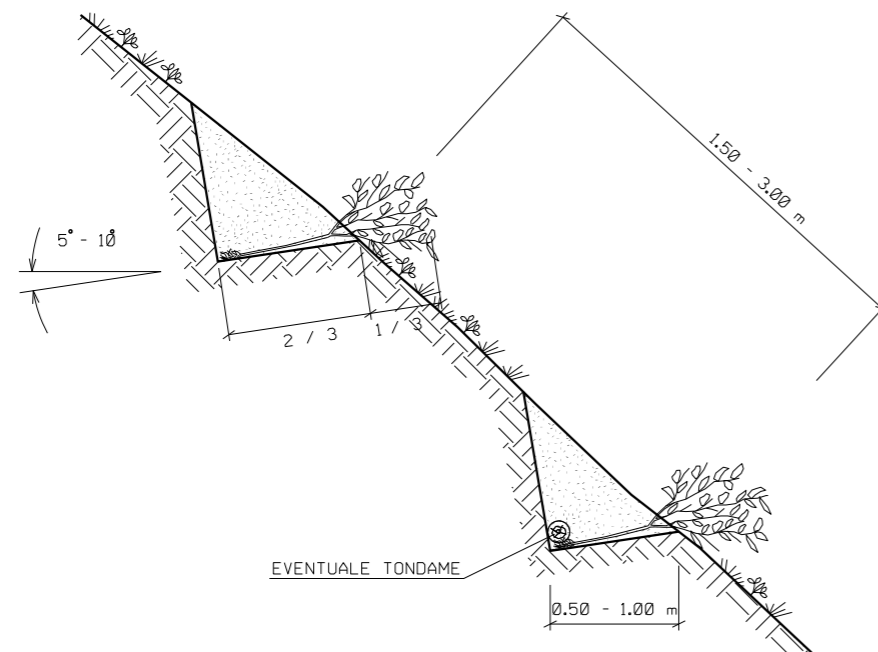 1.50 - 3.00 m
5° - 10°
2 / 3
1 / 3
EVENTUALE TONDAME
0.50 - 1.00 m